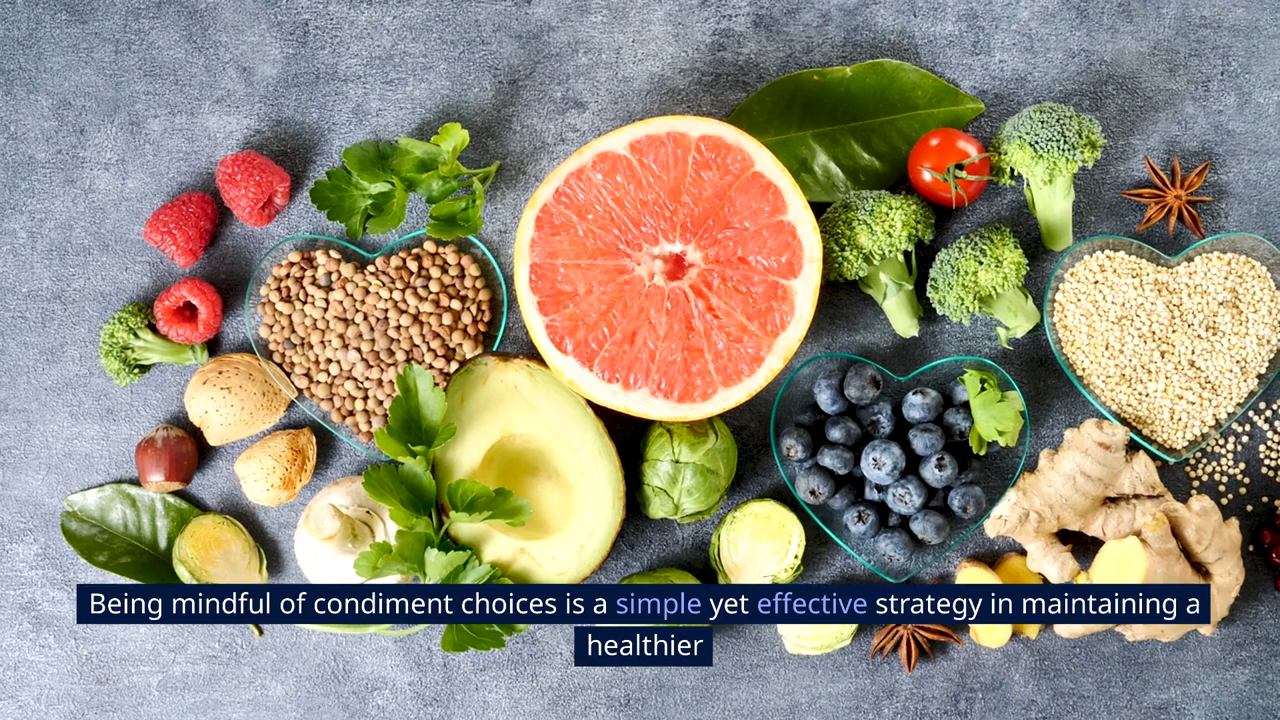 Being mindful of condiment choices is a simple yet effective strategy in maintaining a
healthier